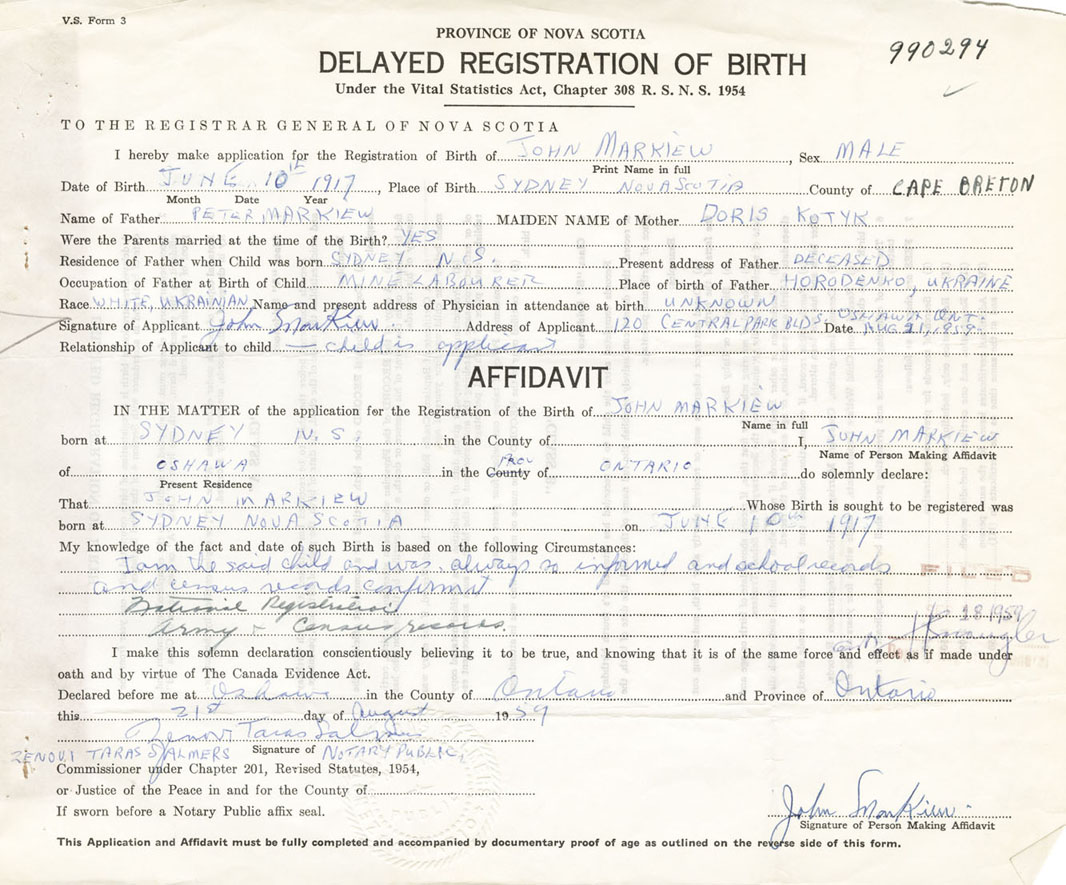 V.S. Form 3
PROVINCE OF NOVA SCOTIA
990294
DELAYED REGISTRATION OF BIRTH
Under the Vital Statistics Act, Chapter 308 R. S. N. S. 1954
TO THE REGISTRAR GENERAL OF NOVA SCOTIA
I hereby make application for the Registration of Birth of JOHN MARKIEW, Sex MALE
Print Name in full
Date of Birth JUNE 10th 1917, Place of Birth SYDNEY NOVA SCOTIA County of CAPE BRETON
Month Date Year
Name of Father PETER MARKIEW MAIDEN NAME of Mother DORIS KOTYK
Were the Parents married at the time of the Birth? YES
Residence of Father when Child was born SYDNEY N.S. Present address of Father DECEASED
Occupation of Father at Birth of Child MINE LABOURER Place of birth of Father HORODENKO, UKRAINE
Race WHITE, UKRAINIAN Name and present address of Physician in attendance at birth UNKNOWN
Signature of Applicant John Markiew Address of Applicant 120 CENTRAL PARK BLD S. OSHAWA ONT. Date AUG 21, 1959
Relationship of Applicant to child — child is applicant
AFFIDAVIT
IN THE MATTER of the application for the Registration of the Birth of JOHN MARKIEW
Name in full
born at SYDNEY N.S. in the County of I, JOHN MARKIEW
Name of Person Making Affidavit
of OSHAWA in the County PROV of ONTARIO do solemnly declare:
Present Residence
That JOHN MARKIEW Whose Birth is sought to be registered was
born at SYDNEY NOVA SCOTIA on JUNE 10th 1917
My knowledge of the fact and date of such Birth is based on the following Circumstances:
I am the said child and was always so informed and school records
and census records confirm it
FILED
National Registration
Army & Census records.
18 1959
I make this solemn declaration conscientiously believing it to be true, and knowing that it is of the same force and effect as if made under
oath and by virtue of The Canada Evidence Act.
Declared before me at Oshawa in the County of Ontario and Province of Ontario
this 21st day of August 1959
Zenovi Taras Salmers
ZENOVI TARAS SALMERS Signature of NOTARY PUBLIC
Commissioner under Chapter 201, Revised Statutes, 1954,
or Justice of the Peace in and for the County of
If sworn before a Notary Public affix seal.
John Markiew
Signature of Person Making Affidavit
This Application and Affidavit must be fully completed and accompanied by documentary proof of age as outlined on the reverse side of this form.